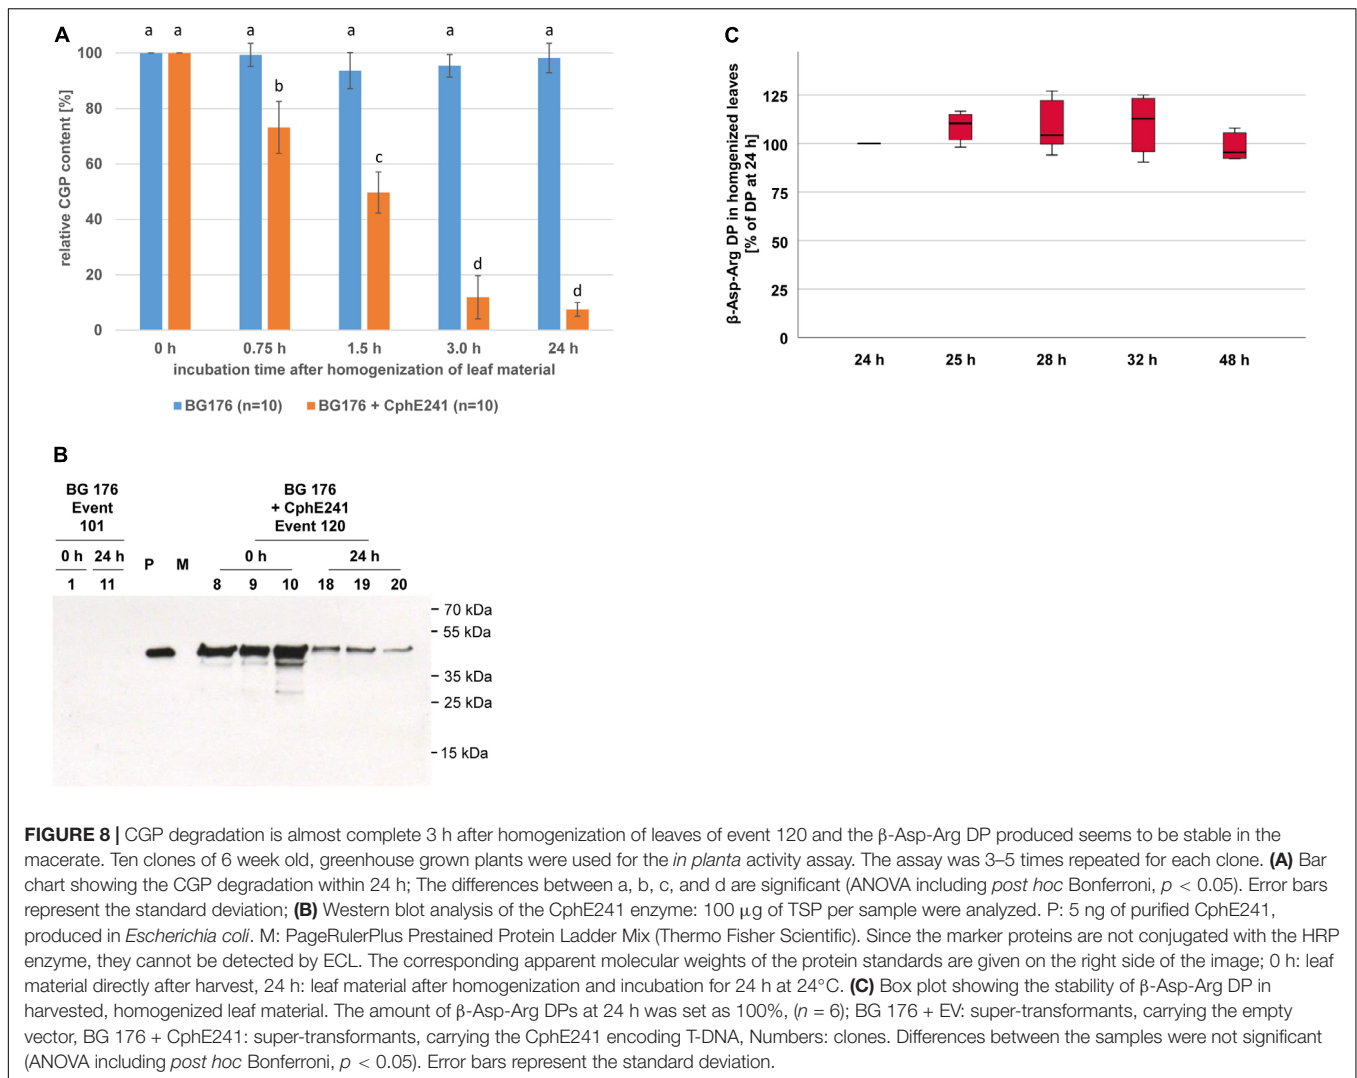 A
a a a a a a
100
b
80
c
60
40
d
20
d
0
relative CGP content [%]
0 h 0.75 h 1.5 h 3.0 h 24 h
incubation time after homogenization of leaf material
BG176 (n=10) BG176 + CphE241 (n=10)
C
125
100
75
50
25
0
β-Asp-Arg DP in homgenized leaves
[% of DP at 24 h]
24 h 25 h 28 h 32 h 48 h
B
BG 176
Event
101
BG 176
+ CphE241
Event 120
0 h 24 h P M 0 h 24 h
1 11 8 9 10 18 19 20
70 kDa
55 kDa
35 kDa
25 kDa
15 kDa
FIGURE 8 | CGP degradation is almost complete 3 h after homogenization of leaves of event 120 and the β-Asp-Arg DP produced seems to be stable in the
macerate. Ten clones of 6 week old, greenhouse grown plants were used for the in planta activity assay. The assay was 3–5 times repeated for each clone. (A) Bar
chart showing the CGP degradation within 24 h; The differences between a, b, c, and d are significant (ANOVA including post hoc Bonferroni, p < 0.05). Error bars
represent the standard deviation; (B) Western blot analysis of the CphE241 enzyme: 100 μg of TSP per sample were analyzed. P: 5 ng of purified CphE241,
produced in Escherichia coli. M: PageRulerPlus Prestained Protein Ladder Mix (Thermo Fisher Scientific). Since the marker proteins are not conjugated with the HRP
enzyme, they cannot be detected by ECL. The corresponding apparent molecular weights of the protein standards are given on the right side of the image; 0 h: leaf
material directly after harvest, 24 h: leaf material after homogenization and incubation for 24 h at 24°C. (C) Box plot showing the stability of β-Asp-Arg DP in
harvested, homogenized leaf material. The amount of β-Asp-Arg DPs at 24 h was set as 100%, (n = 6); BG 176 + EV: super-transformants, carrying the empty
vector, BG 176 + CphE241: super-transformants, carrying the CphE241 encoding T-DNA, Numbers: clones. Differences between the samples were not significant
(ANOVA including post hoc Bonferroni, p < 0.05). Error bars represent the standard deviation.